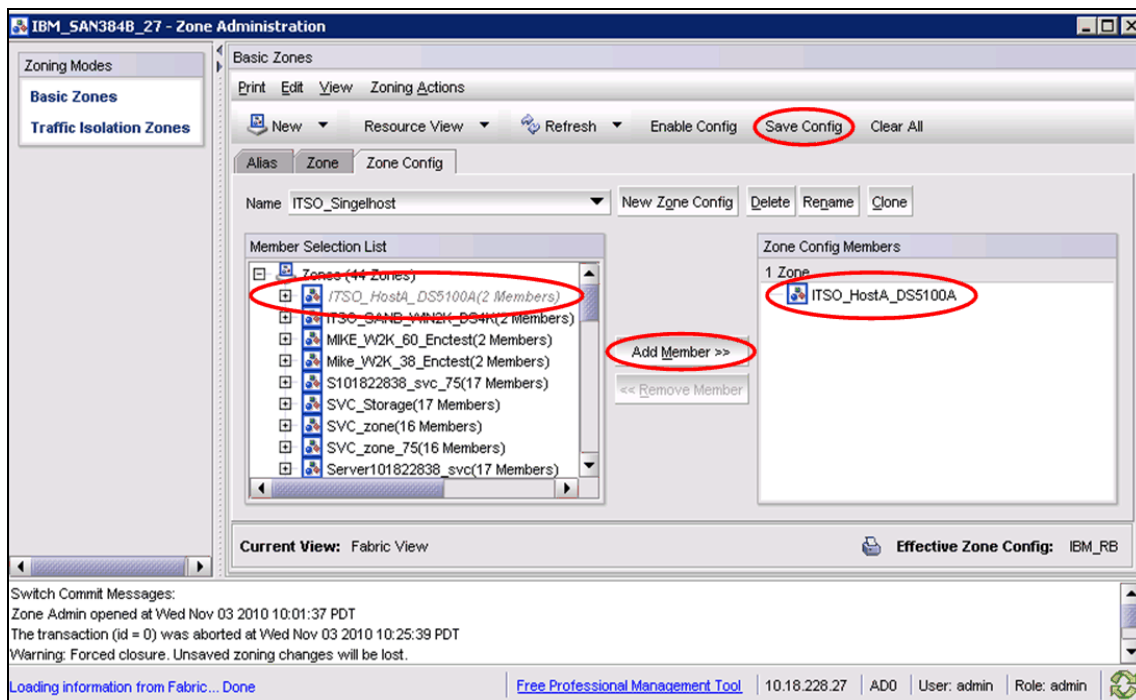 IBM_SAN384B_27 - Zone Administration
Zoning Modes
Basic Zones
Traffic Isolation Zones
Basic Zones
Print Edit View Zoning Actions
New Resource View Refresh Enable Config Save Config Clear All
Alias Zone Zone Config
Name ITSO_Singelhost New Zone Config Delete Rename Clone
Member Selection List
Zones (44 Zones)
ITSO_HostA_DS5100A(2 Members)
ITSO_SANB_WIN2K_DS4K(2 Members)
MIKE_W2K_60_Enctest(2 Members)
Mike_W2K_38_Enctest(2 Members)
S101822838_svc_75(17 Members)
SVC_Storage(17 Members)
SVC_zone(16 Members)
SVC_zone_75(16 Members)
Server101822838_svc(17 Members)
Add Member >>
<< Remove Member
Zone Config Members
1 Zone
ITSO_HostA_DS5100A
Current View: Fabric View
Effective Zone Config: IBM_RB
Switch Commit Messages:
Zone Admin opened at Wed Nov 03 2010 10:01:37 PDT
The transaction (id = 0) was aborted at Wed Nov 03 2010 10:25:39 PDT
Warning: Forced closure. Unsaved zoning changes will be lost.
Loading information from Fabric... Done
Free Professional Management Tool
10.18.228.27
AD0
User: admin
Role: admin